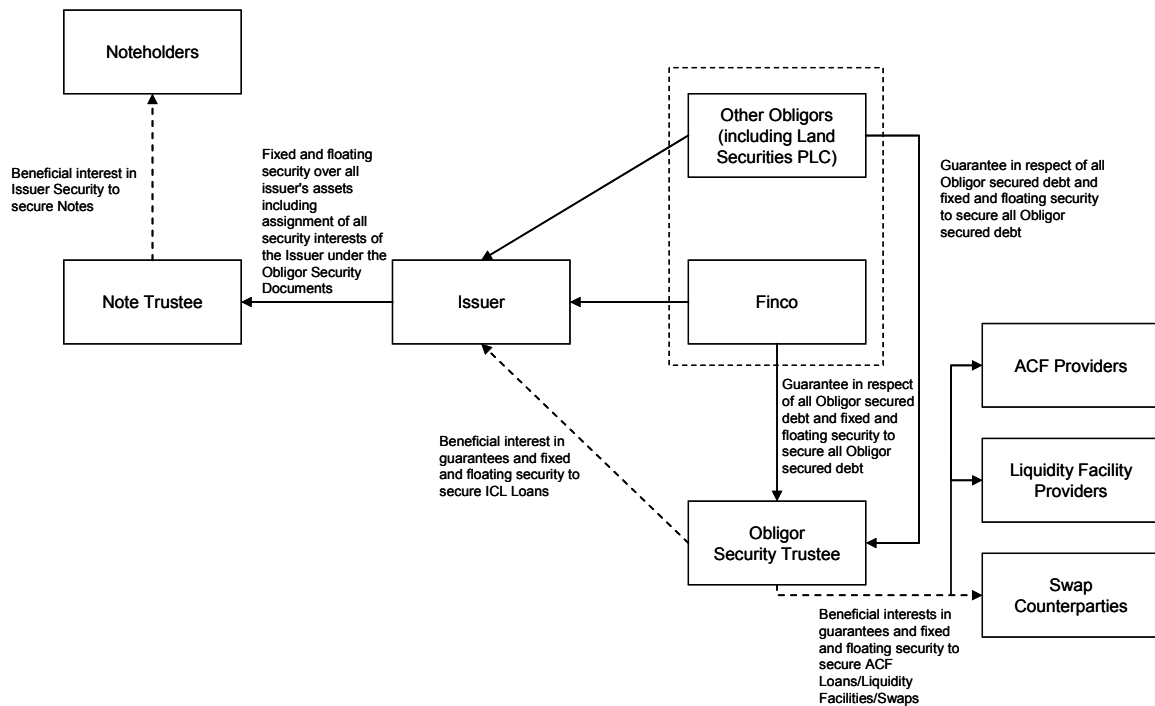 Noteholders
Beneficial interest in
Issuer Security to
secure Notes
Note Trustee
Fixed and floating
security over all
issuer's assets
including
assignment of all
security interests of
the Issuer under the
Obligor Security
Documents
Issuer
Other Obligors
(including Land
Securities PLC)
Finco
Guarantee in respect of all
Obligor secured debt and
fixed and floating security
to secure all Obligor
secured debt
Guarantee in respect
of all Obligor secured
debt and fixed and
floating security to
secure all Obligor
secured debt
Beneficial interest in
guarantees and fixed
and floating security to
secure ICL Loans
Obligor
Security Trustee
ACF Providers
Liquidity Facility
Providers
Swap
Counterparties
Beneficial interests in
guarantees and fixed
and floating security to
secure ACF
Loans/Liquidity
Facilities/Swaps